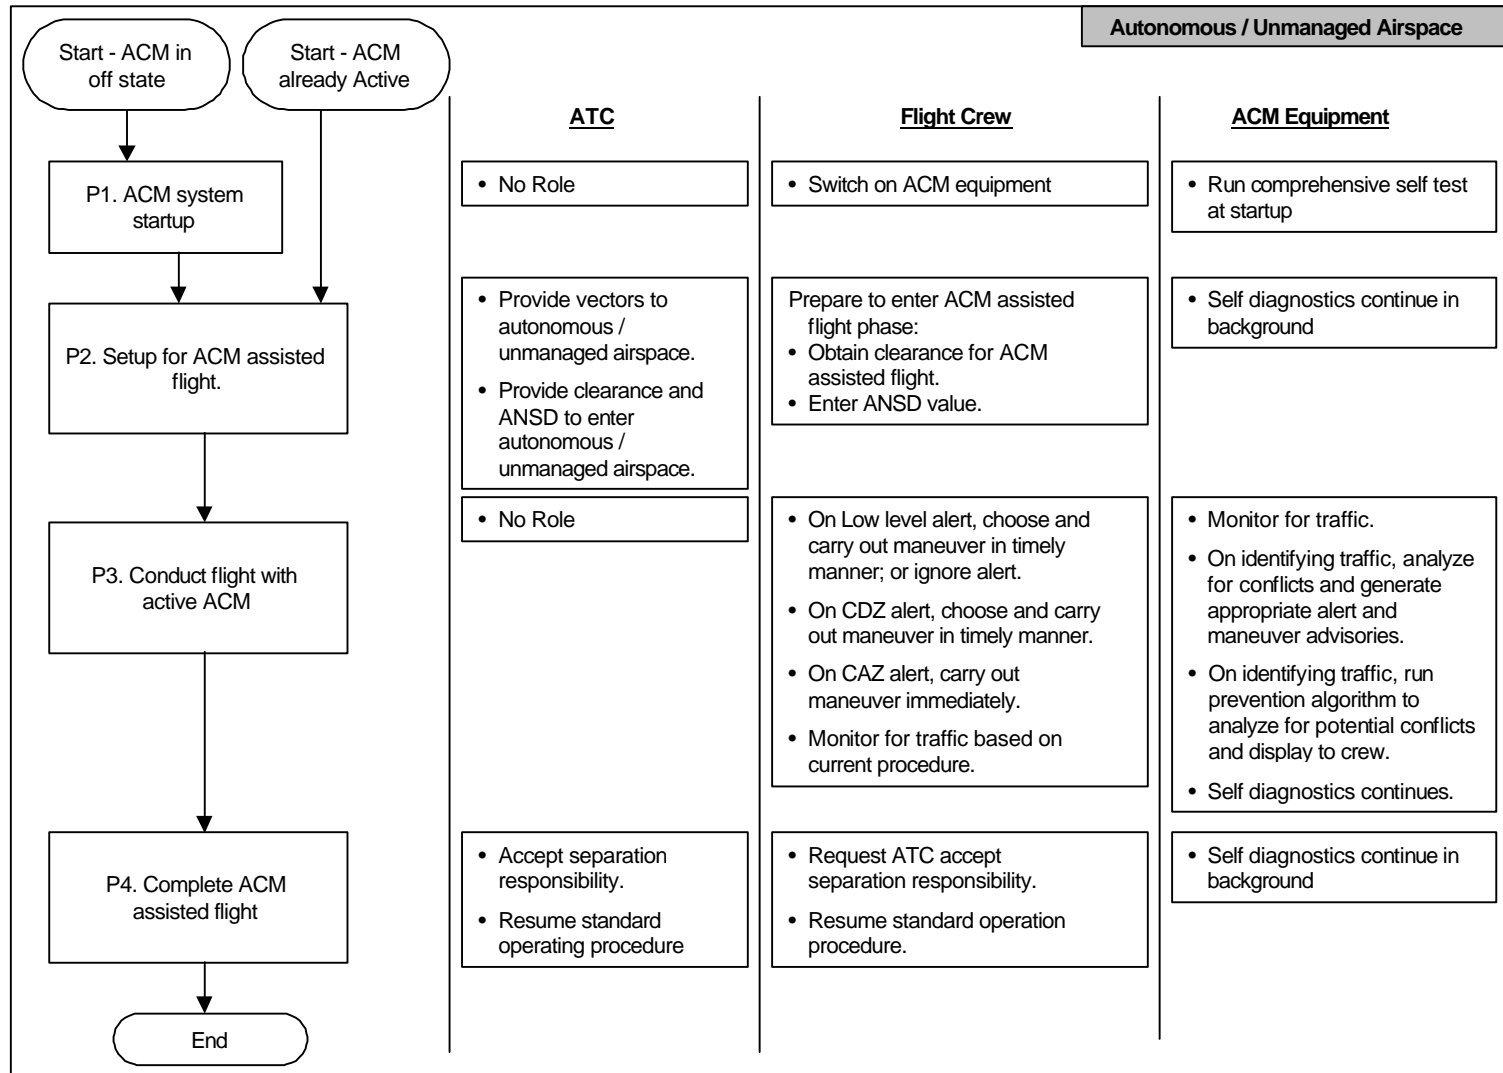 Autonomous / Unmanaged Airspace
Start - ACM in
off state
Start - ACM
already Active
ATC
Flight Crew
ACM Equipment
P1. ACM system
startup
• No Role
• Switch on ACM equipment
• Run comprehensive self test
at startup
P2. Setup for ACM assisted
flight.
• Provide vectors to
autonomous /
unmanaged airspace.
• Provide clearance and
ANSD to enter
autonomous /
unmanaged airspace.
Prepare to enter ACM assisted
flight phase:
• Obtain clearance for ACM
assisted flight.
• Enter ANSD value.
• Self diagnostics continue in
background
P3. Conduct flight with
active ACM
• No Role
• On Low level alert, choose and
carry out maneuver in timely
manner; or ignore alert.
• On CDZ alert, choose and carry
out maneuver in timely manner.
• On CAZ alert, carry out
maneuver immediately.
• Monitor for traffic based on
current procedure.
• Monitor for traffic.
• On identifying traffic, analyze
for conflicts and generate
appropriate alert and
maneuver advisories.
• On identifying traffic, run
prevention algorithm to
analyze for potential conflicts
and display to crew.
• Self diagnostics continues.
P4. Complete ACM
assisted flight
• Accept separation
responsibility.
• Resume standard
operating procedure
• Request ATC accept
separation responsibility.
• Resume standard operation
procedure.
• Self diagnostics continue in
background
End